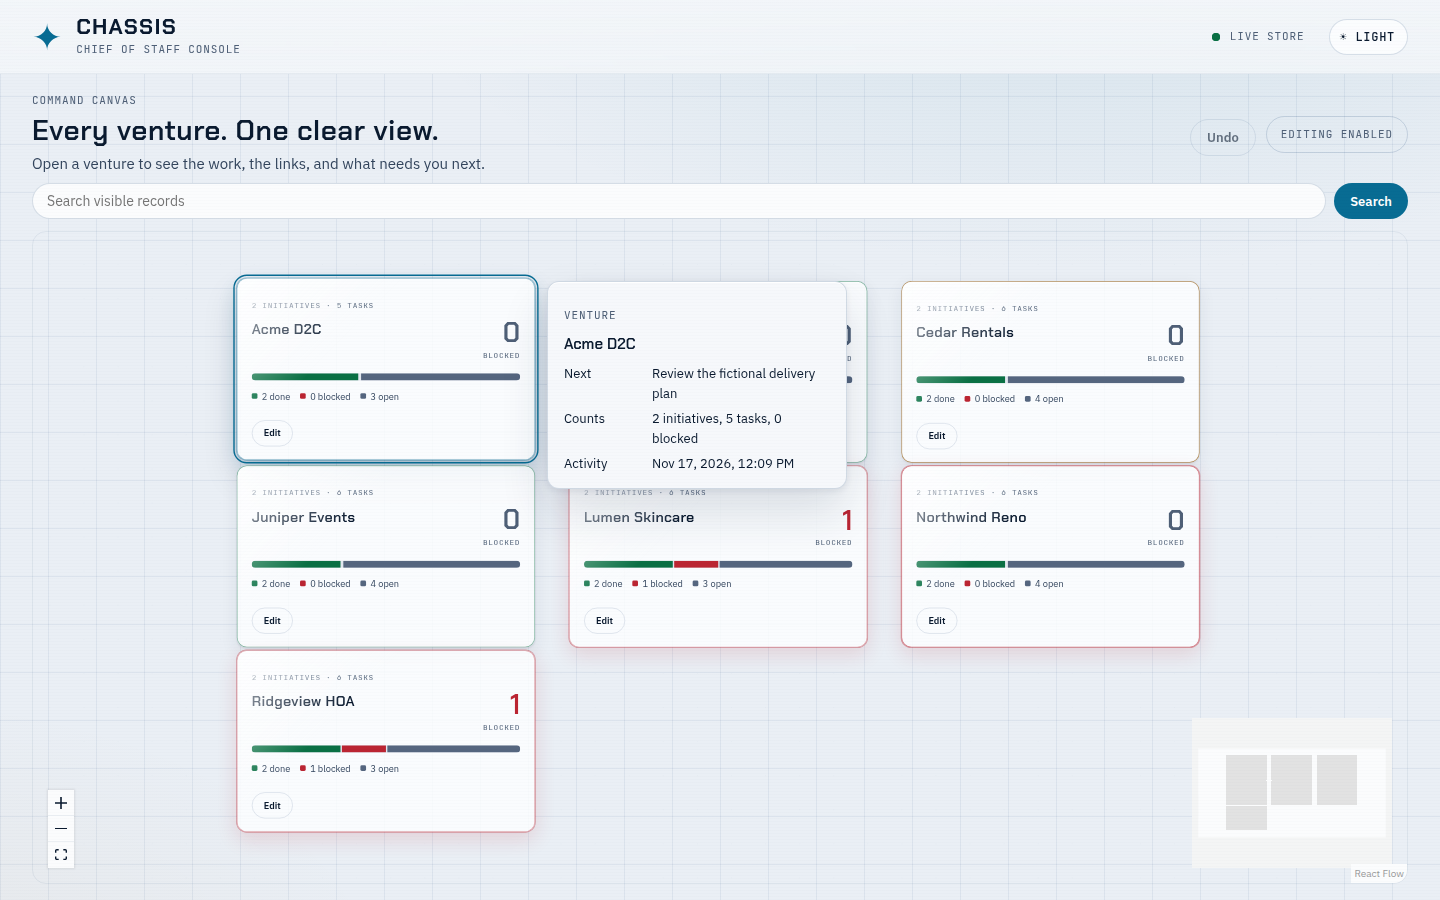 CHASSIS
CHIEF OF STAFF CONSOLE
LIVE STORE
☀ LIGHT
COMMAND CANVAS
Every venture. One clear view.
Open a venture to see the work, the links, and what needs you next.
Undo
EDITING ENABLED
Search visible records
Search
2 INITIATIVES · 5 TASKS
Acme D2C
0
BLOCKED
2 done 0 blocked 3 open
Edit
VENTURE
Acme D2C
Next Review the fictional delivery
plan
Counts 2 initiatives, 5 tasks, 0
blocked
Activity Nov 17, 2026, 12:09 PM
2 INITIATIVES · 6 TASKS
Cedar Rentals
0
BLOCKED
2 done 0 blocked 4 open
Edit
2 INITIATIVES · 6 TASKS
Juniper Events
0
BLOCKED
2 done 0 blocked 4 open
Edit
2 INITIATIVES · 6 TASKS
Lumen Skincare
1
BLOCKED
2 done 1 blocked 3 open
Edit
2 INITIATIVES · 6 TASKS
Northwind Reno
0
BLOCKED
2 done 0 blocked 4 open
Edit
2 INITIATIVES · 6 TASKS
Ridgeview HOA
1
BLOCKED
2 done 1 blocked 3 open
Edit
React Flow